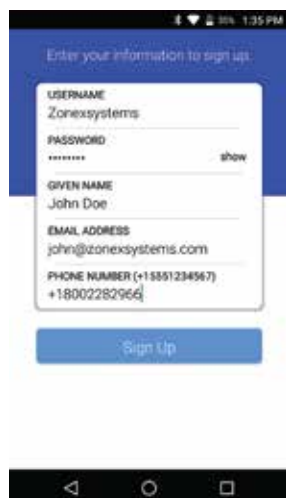 35% 1:35 PM
Enter your information to sign up.
USERNAME
Zonexsystems
PASSWORD
•••••••• show
GIVEN NAME
John Doe
EMAIL ADDRESS
john@zonexsystems.com
PHONE NUMBER (+15551234567)
+18002282966
Sign Up